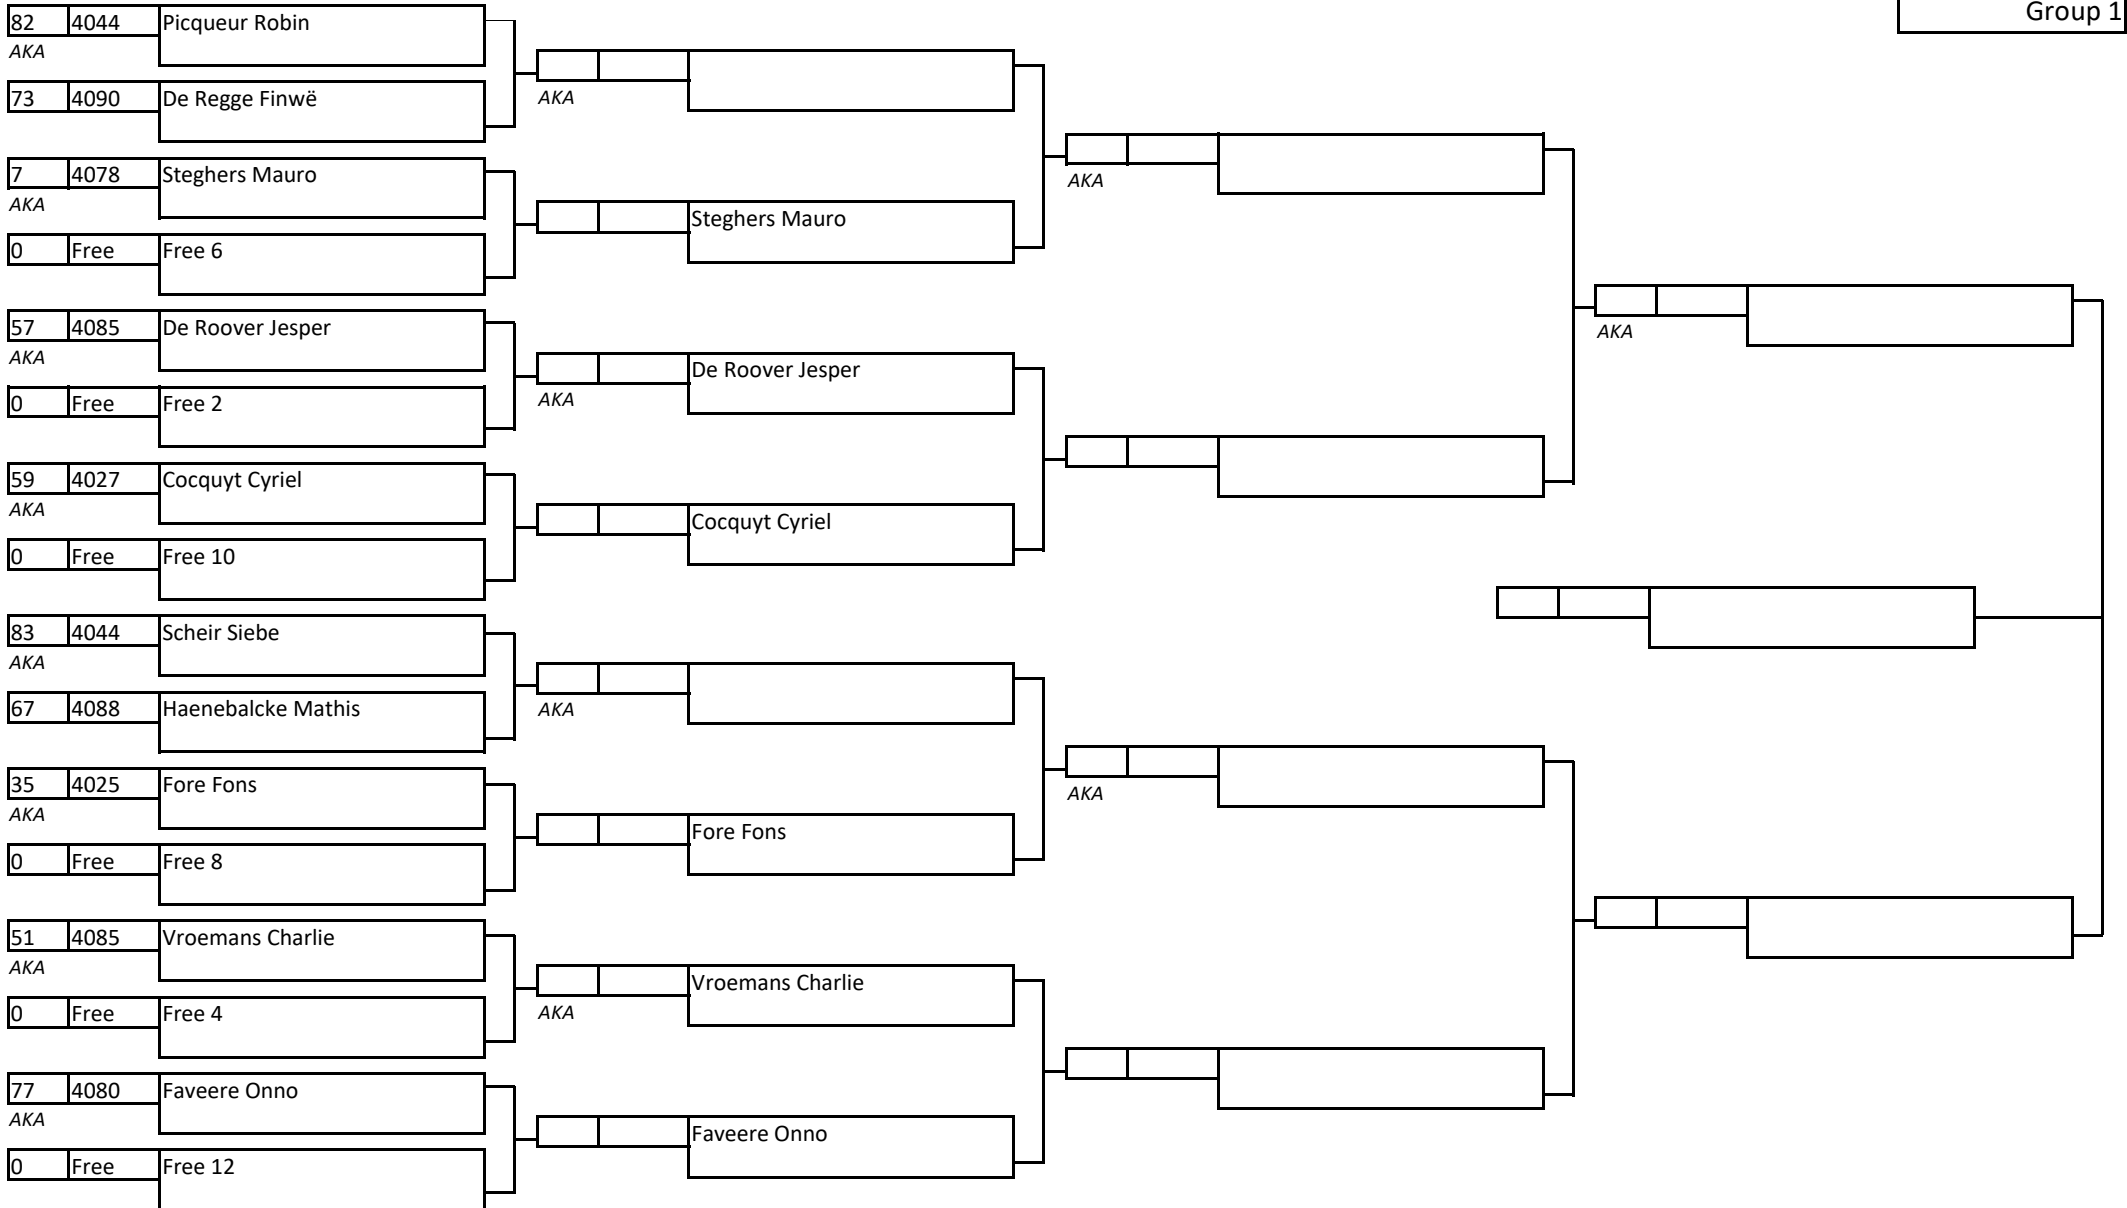 Group 1
82 4044 Picqueur Robin
AKA
73 4090 De Regge Finwë
AKA
7 4078 Steghers Mauro
AKA
AKA
Steghers Mauro
0 Free Free 6
57 4085 De Roover Jesper
AKA
AKA
De Roover Jesper
0 Free Free 2
AKA
59 4027 Cocquyt Cyriel
AKA
Cocquyt Cyriel
0 Free Free 10
83 4044 Scheir Siebe
AKA
67 4088 Haenebalcke Mathis
AKA
35 4025 Fore Fons
AKA
AKA
Fore Fons
0 Free Free 8
51 4085 Vroemans Charlie
AKA
Vroemans Charlie
0 Free Free 4
AKA
77 4080 Faveere Onno
AKA
Faveere Onno
0 Free Free 12